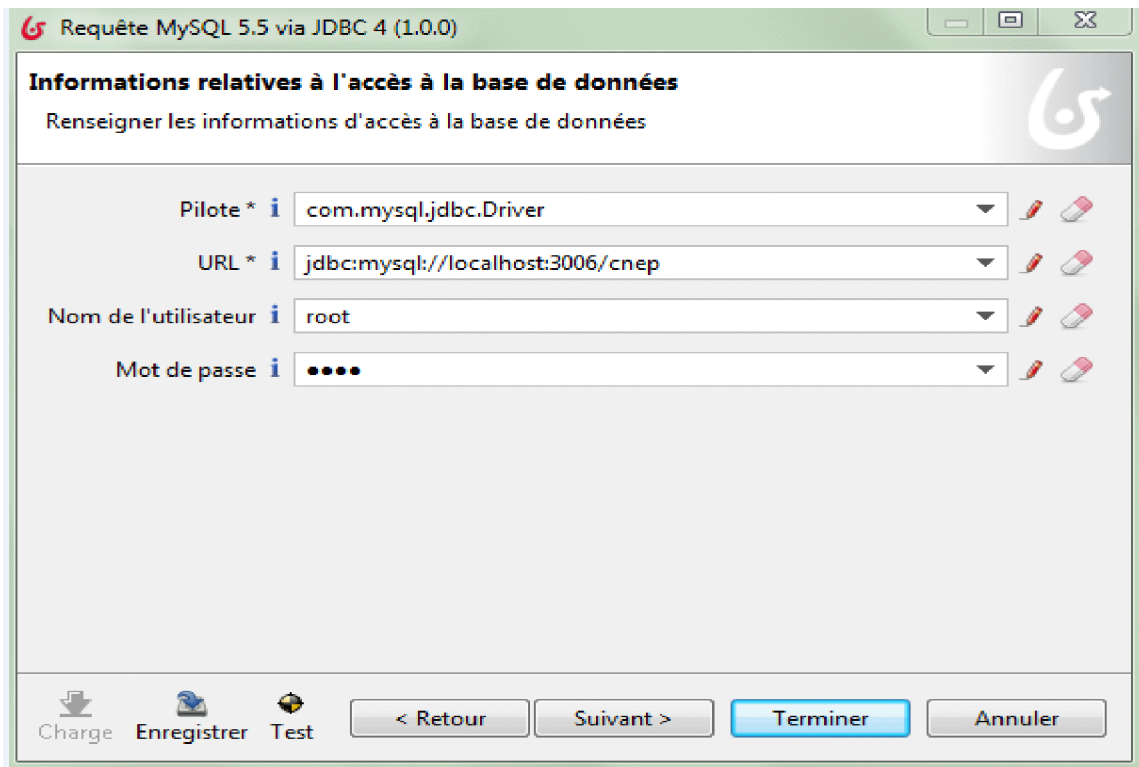 Requête MySQL 5.5 via JDBC 4 (1.0.0)
Informations relatives à l'accès à la base de données
Renseigner les informations d'accès à la base de données
Pilote * i com.mysql.jdbc.Driver
URL * i jdbc:mysql://localhost:3006/cnep
Nom de l'utilisateur i root
Mot de passe i ••••
Charge Enregistrer Test < Retour Suivant > Terminer Annuler